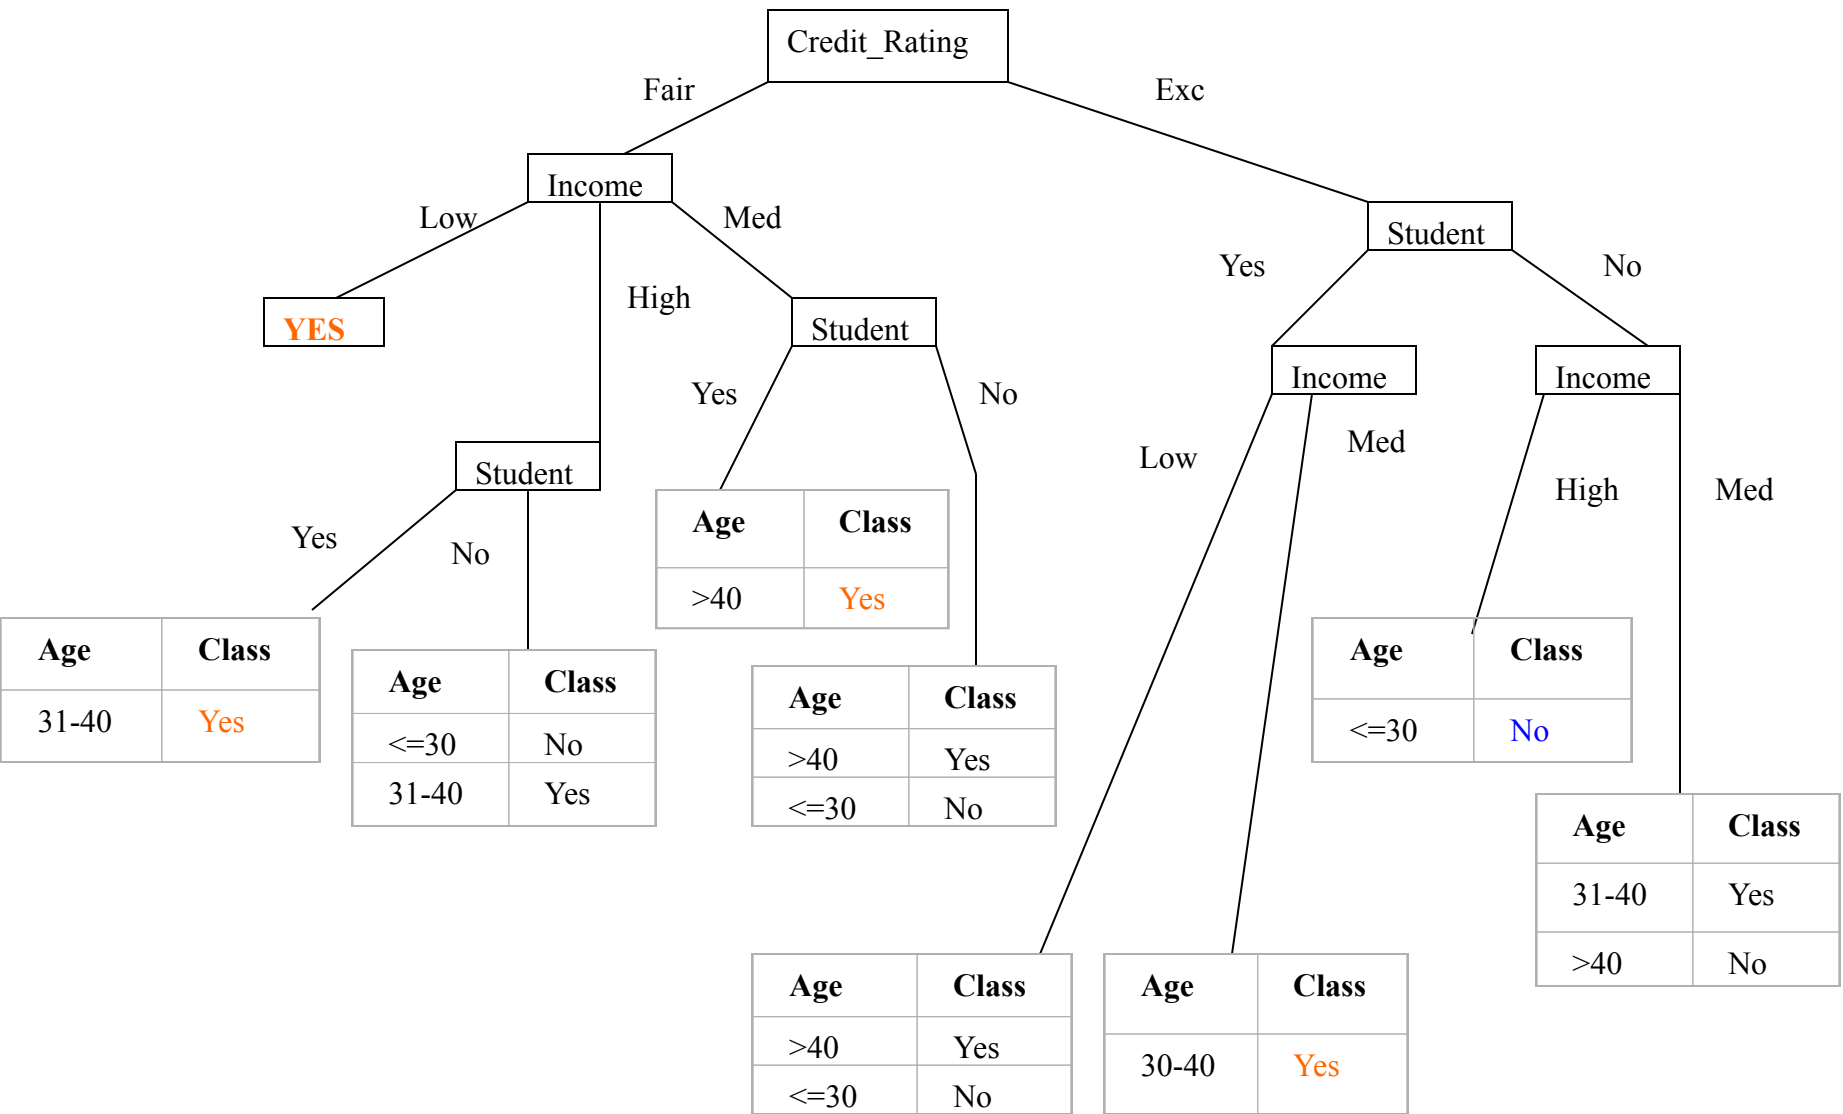 Credit_Rating
Fair
Exc
Income
Low
Med
Student
Yes
No
YES
High
Student
Income
Income
Yes
No
Low
Med
High
Med
Student
Yes
No
Age Class
>40 Yes
Age Class
31-40 Yes
Age Class
<=30 No
31-40 Yes
Age Class
>40 Yes
<=30 No
Age Class
<=30 No
Age Class
31-40 Yes
>40 No
Age Class
>40 Yes
<=30 No
Age Class
30-40 Yes